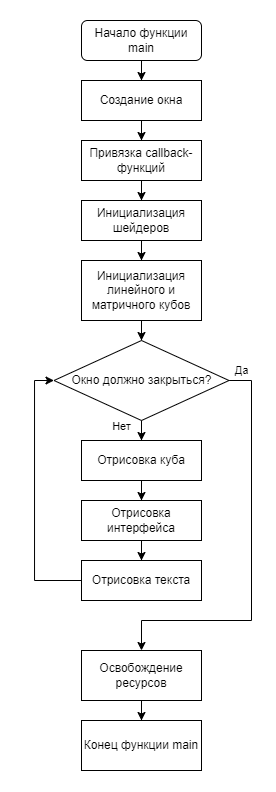 Начало функции
main
Создание окна
Привязка callback-
функций
Инициализация
шейдеров
Инициализация
линейного и
матричного кубов
Окно должно закрыться?
Да
Нет
Отрисовка куба
Отрисовка
интерфейса
Отрисовка текста
Освобождение
ресурсов
Конец функции main